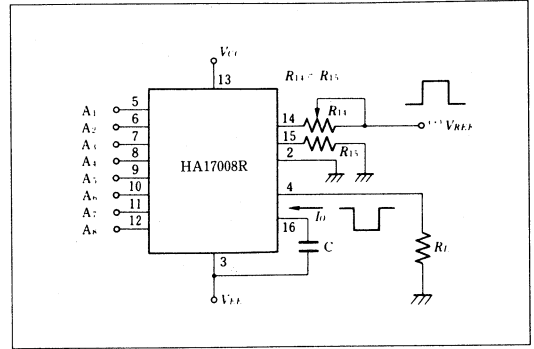 VCC
13
R14 = R15
A1
5
A2
6
A3
7
A4
8
A5
9
A6
10
A7
11
A8
12
HA17008R
14
R14
(+) VREF
15
R15
2
4
IO
16
C
RL
3
VEE